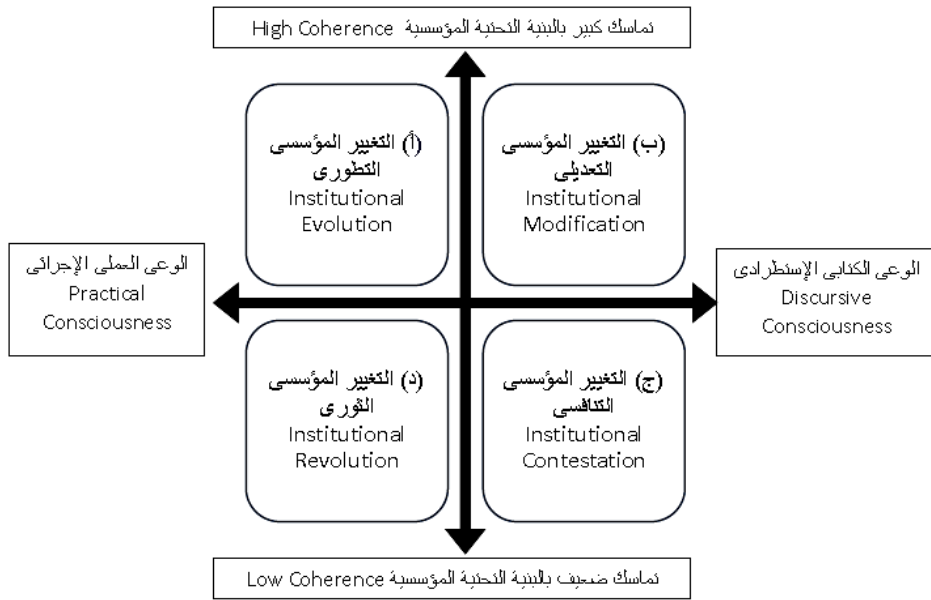 تماسك كبير بالبنية التحتية المؤسسية High Coherence
(أ) التغيير المؤسسى
التطورى
Institutional
Evolution
(ب) التغيير المؤسسى
التعديلى
Institutional
Modification
الوعى العملى الإجرائى
Practical
Consciousness
الوعى الكتابى الإستطرادى
Discursive
Consciousness
(د) التغيير المؤسسى
الثورى
Institutional
Revolution
(ج) التغيير المؤسسى
التنافسى
Institutional
Contestation
تماسك ضعيف بالبنية التحتية المؤسسية Low Coherence